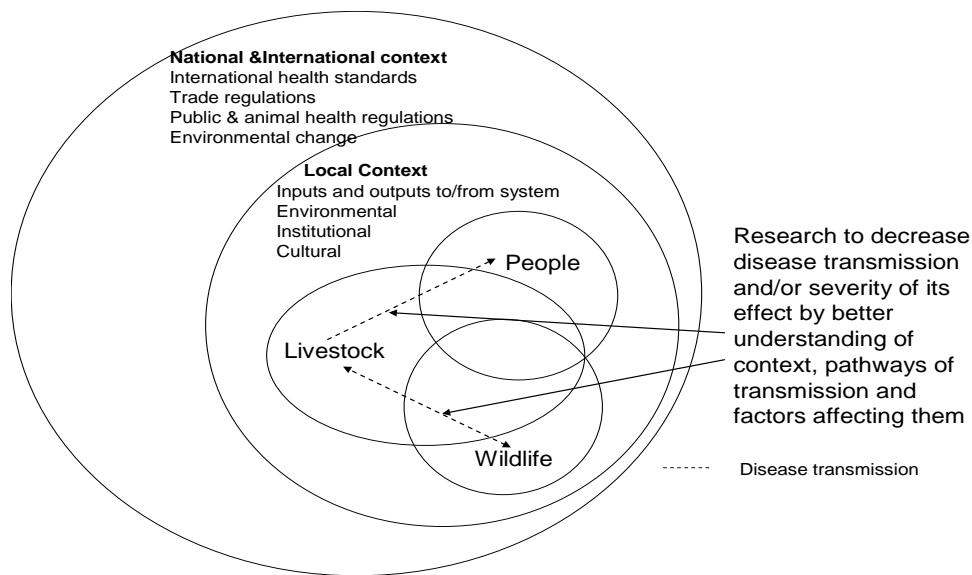 National &International context
International health standards
Trade regulations
Public & animal health regulations
Environmental change
Local Context
Inputs and outputs to/from system
Environmental
Institutional
Cultural
People
Livestock
Wildlife
Research to decrease
disease transmission
and/or severity of its
effect by better
understanding of
context, pathways of
transmission and
factors affecting them
Disease transmission